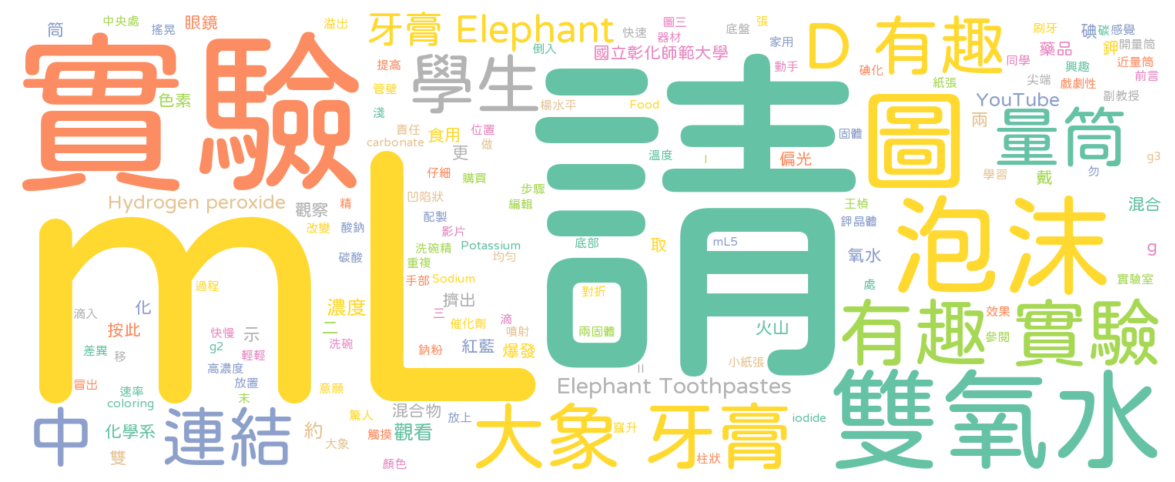 中央處
筒
搖晃
眼鏡
溢出
牙膏 Elephant
快速
圖三
器材
底盤
張
家用
D
有趣
刷牙
碘
碳
感覺
鉀
開量筒
藥品
同學
興趣
近量筒
前言
實驗
色素
提高
管壁
學生
倒入
國立彰化師範大學
動手
碘化
紙張
尖端
戲劇性
副教授
YouTube
楊水平
Food
淺
責任
食用
位置
做
carbonate
更
請
溫度
I
偏光
固體
圖
兩
量筒
g3
勿
仔細
購買
步驟
編輯
學習
戴
Hydrogen peroxide
觀察
精
凹陷狀
配製
影片
改變
酸鈉
王楨
鉀晶體
泡沫
混合
g
洗碗精
Potassium
底部
取
mL5
氧水
碳酸
重複
均勻
手部
Sodium
處
實驗室
mL
過程
對折
擠出
滴入
化
濃度
三
滴
催化劑
噴射
兩固體
火山
有趣實驗
效果
參閱
按此
快慢
示
二
g2
輕輕
洗碗
鈉粉
紅藍
爆發
差異
移
高濃度
小紙張
II
冒出
速率
放置
意願
Elephant Toothpastes
雙氧水
coloring
末
中
連結
化學系
雙
約
大象
驚人
混合物
放上
觸摸
觀看
顏色
大象 牙膏
竄升
柱狀
iodide